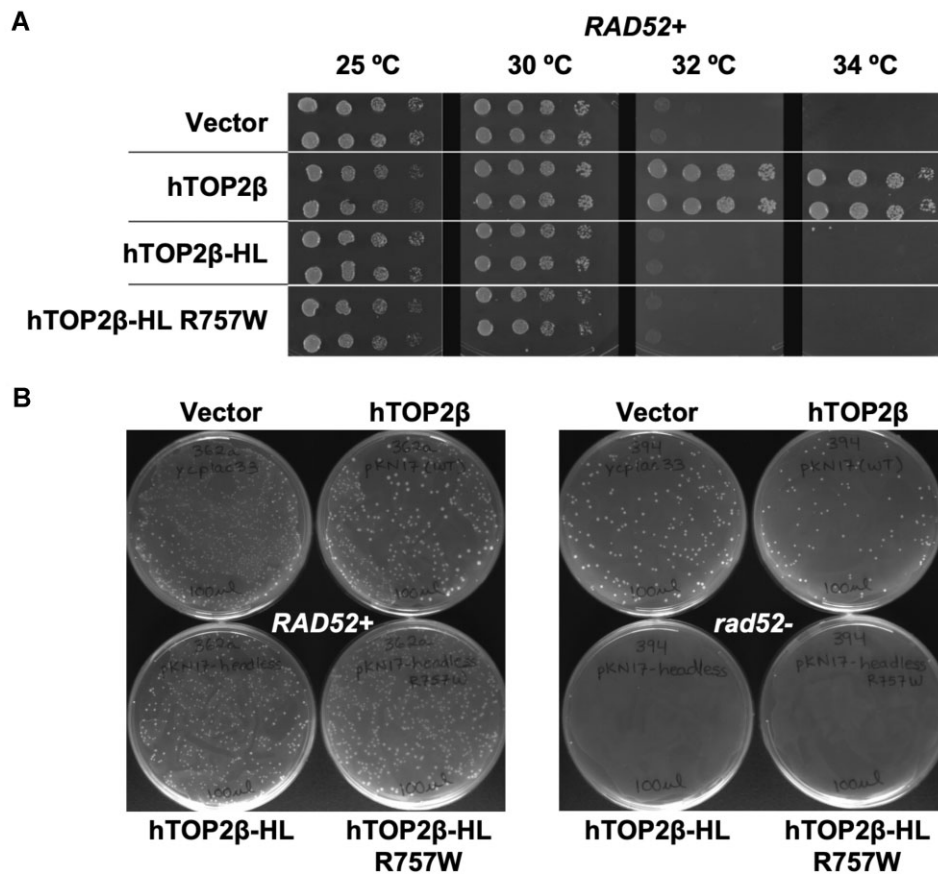 A
RAD52+
25 ºC 30 ºC 32 ºC 34 ºC
Vector
hTOP2β
hTOP2β-HL
hTOP2β-HL R757W
B
Vector hTOP2β Vector hTOP2β
362a
ycplac33
100ul
362a
pKN17(WT)
100ul
394
ycplac33
100ul
394
pKN17(WT)
100ul
RAD52+ rad52-
362a
pKN17-headless
100ul
362a
pKN17-headless
R757W
100ul
394
pKN17-headless
100ul
394
pKN17-headless
R757W
100ul
hTOP2β-HL hTOP2β-HL hTOP2β-HL hTOP2β-HL
R757W R757W